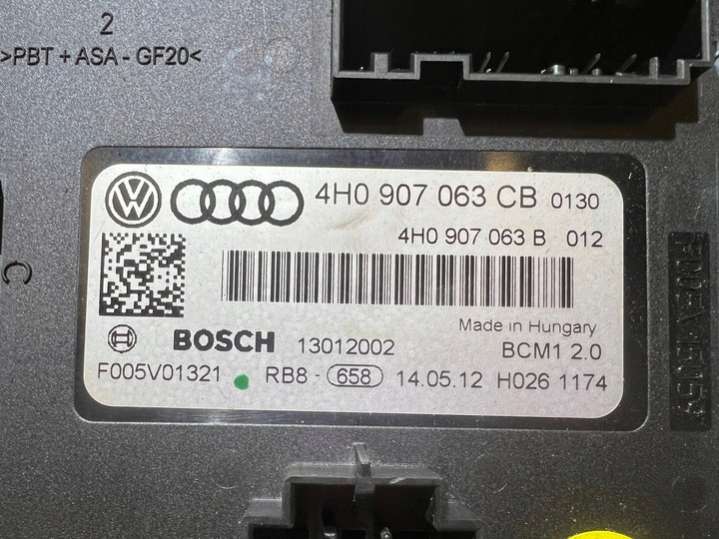 2
>PBT + ASA - GF20<
4H0 907 063 CB 0130
4H0 907 063 B 012
Made in Hungary
BOSCH 13012002 BCM1 2.0
F005V01321 RB8 - 658 14.05.12 H026 1174
C